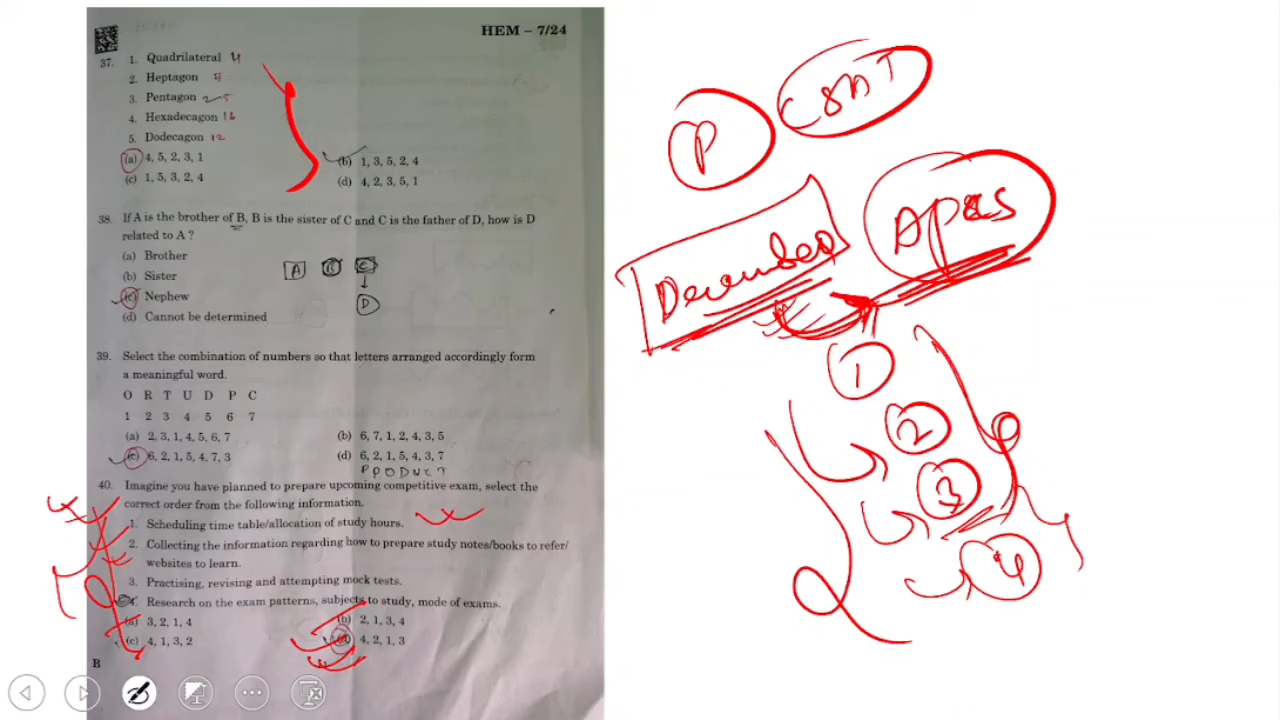 HEM – 7/24
37. 1. Quadrilateral 4
2. Heptagon 7
3. Pentagon 5
4. Hexadecagon 16
5. Dodecagon 12
(a) 4, 5, 2, 3, 1
(b) 1, 3, 5, 2, 4
(c) 1, 5, 3, 2, 4
(d) 4, 2, 3, 5, 1
38. If A is the brother of B, B is the sister of C and C is the father of D, how is D
related to A ?
(a) Brother
(b) Sister
(c) Nephew
(d) Cannot be determined
A B C
D
39. Select the combination of numbers so that letters arranged accordingly form
a meaningful word.
O R T U D P C
1 2 3 4 5 6 7
(a) 2, 3, 1, 4, 5, 6, 7
(b) 6, 7, 1, 2, 4, 3, 5
(c) 6, 2, 1, 5, 4, 7, 3
(d) 6, 2, 1, 5, 4, 3, 7
40. Imagine you have planned to prepare upcoming competitive exam, select the
correct order from the following information.
1. Scheduling time table/allocation of study hours.
2. Collecting the information regarding how to prepare study notes/books to refer/
websites to learn.
3. Practising, revising and attempting mock tests.
Research on the exam patterns, subjects to study, mode of exams.
(a) 3, 2, 1, 4
(b) 2, 1, 3, 4
(c) 4, 1, 3, 2
4, 2, 1, 3
B
P
CSAT
December
1
2
3
4